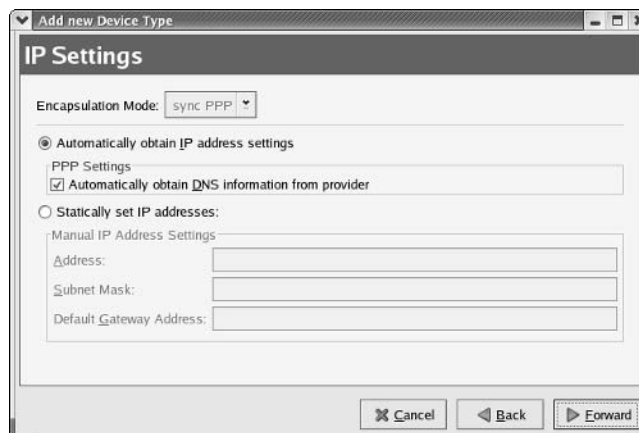 Add new Device Type
IP Settings
Encapsulation Mode: sync PPP
Automatically obtain IP address settings
PPP Settings
Automatically obtain DNS information from provider
Statically set IP addresses:
Manual IP Address Settings
Address:
Subnet Mask:
Default Gateway Address:
Cancel Back Forward